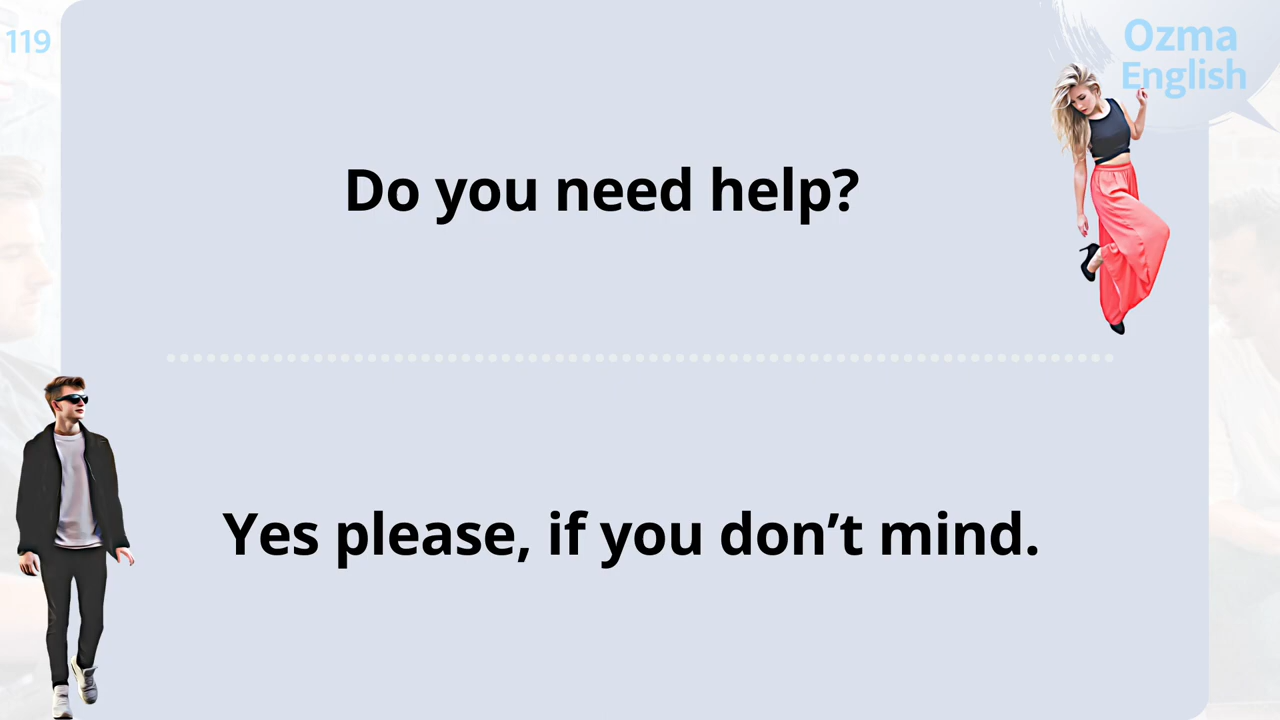 119
Ozma
English
Do you need help?
Yes please, if you don’t mind.